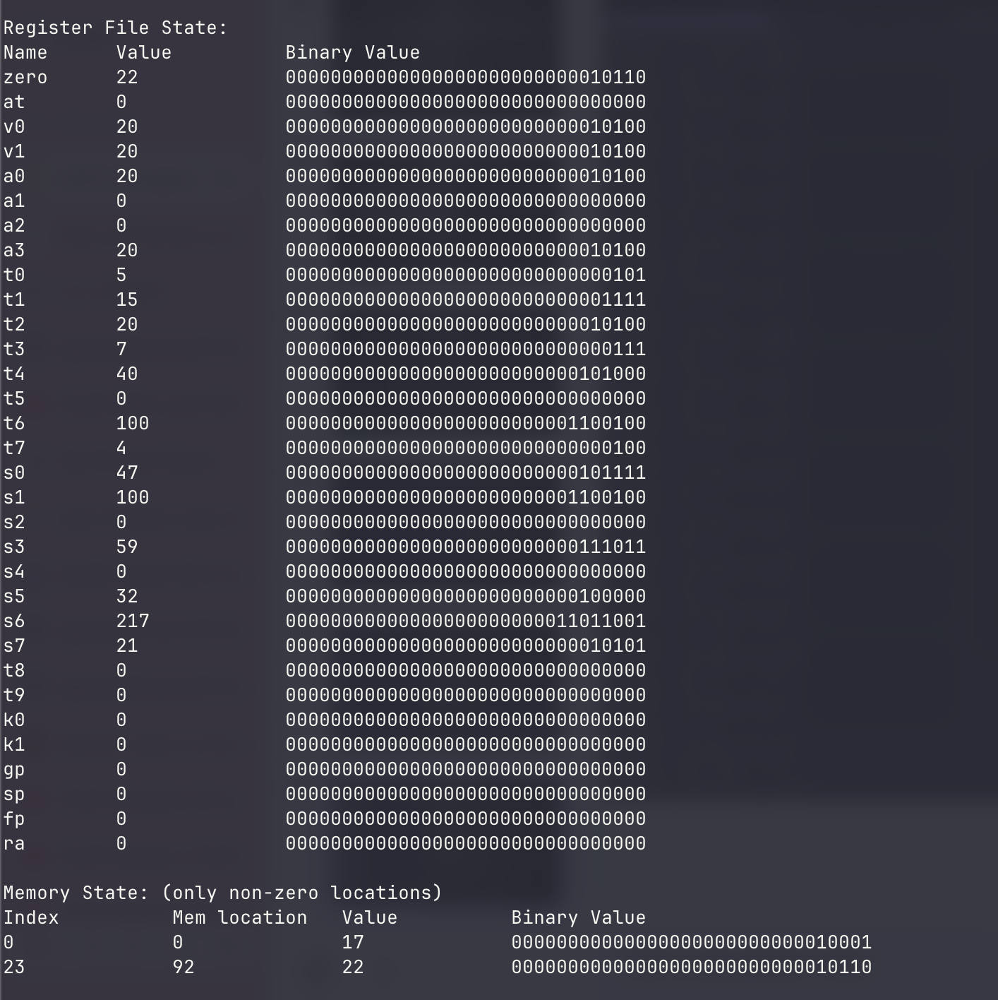 Register File State:
Name Value Binary Value
zero 22 00000000000000000000000000010110
at 0 00000000000000000000000000000000
v0 20 00000000000000000000000000010100
v1 20 00000000000000000000000000010100
a0 20 00000000000000000000000000010100
a1 0 00000000000000000000000000000000
a2 0 00000000000000000000000000000000
a3 20 00000000000000000000000000010100
t0 5 00000000000000000000000000000101
t1 15 00000000000000000000000000001111
t2 20 00000000000000000000000000010100
t3 7 00000000000000000000000000000111
t4 40 00000000000000000000000000101000
t5 0 00000000000000000000000000000000
t6 100 00000000000000000000000001100100
t7 4 00000000000000000000000000000100
s0 47 00000000000000000000000000101111
s1 100 00000000000000000000000001100100
s2 0 00000000000000000000000000000000
s3 59 00000000000000000000000000111011
s4 0 00000000000000000000000000000000
s5 32 00000000000000000000000000100000
s6 217 00000000000000000000000011011001
s7 21 00000000000000000000000000010101
t8 0 00000000000000000000000000000000
t9 0 00000000000000000000000000000000
k0 0 00000000000000000000000000000000
k1 0 00000000000000000000000000000000
gp 0 00000000000000000000000000000000
sp 0 00000000000000000000000000000000
fp 0 00000000000000000000000000000000
ra 0 00000000000000000000000000000000
Memory State: (only non-zero locations)
Index Mem location Value Binary Value
0 0 17 00000000000000000000000000010001
23 92 22 00000000000000000000000000010110